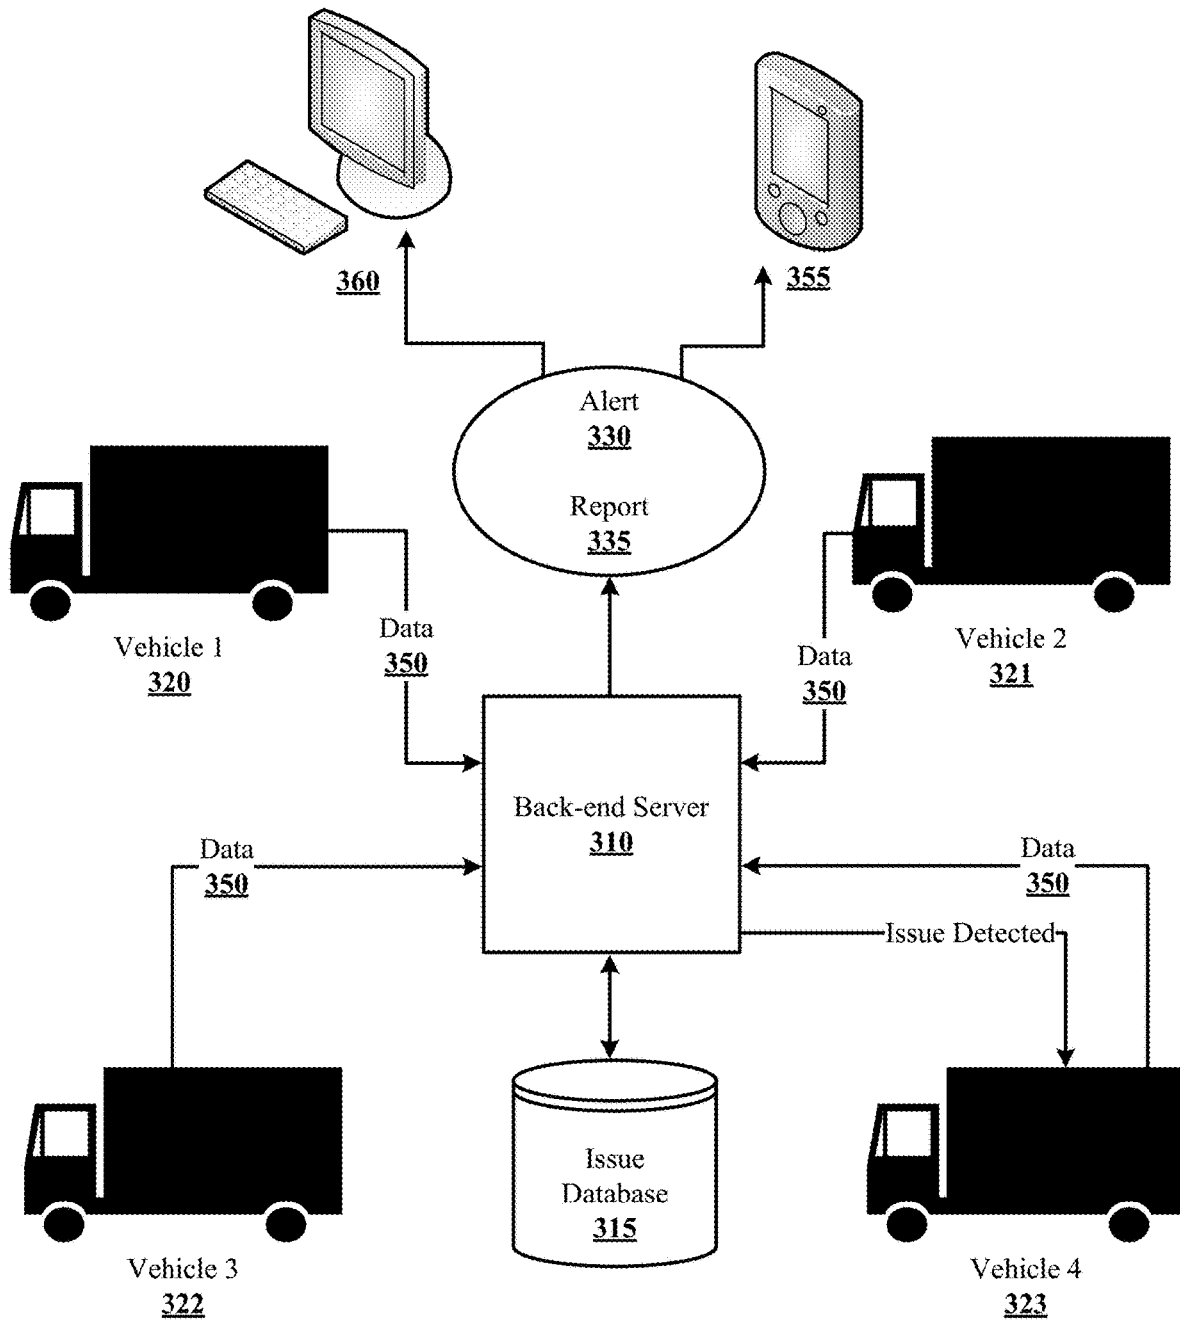 360
355
Alert
330
Report
335
Vehicle 1
320
Data
350
Data
350
Vehicle 2
321
Back-end Server
310
Data
350
Data
350
Issue Detected
Issue
Database
315
Vehicle 3
322
Vehicle 4
323